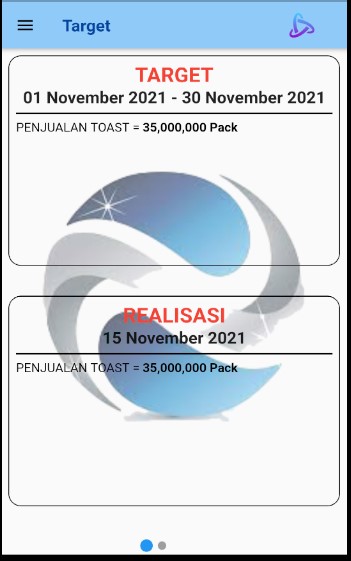 Target
TARGET
01 November 2021 - 30 November 2021
PENJUALAN TOAST = 35,000,000 Pack
REALISASI
15 November 2021
PENJUALAN TOAST = 35,000,000 Pack